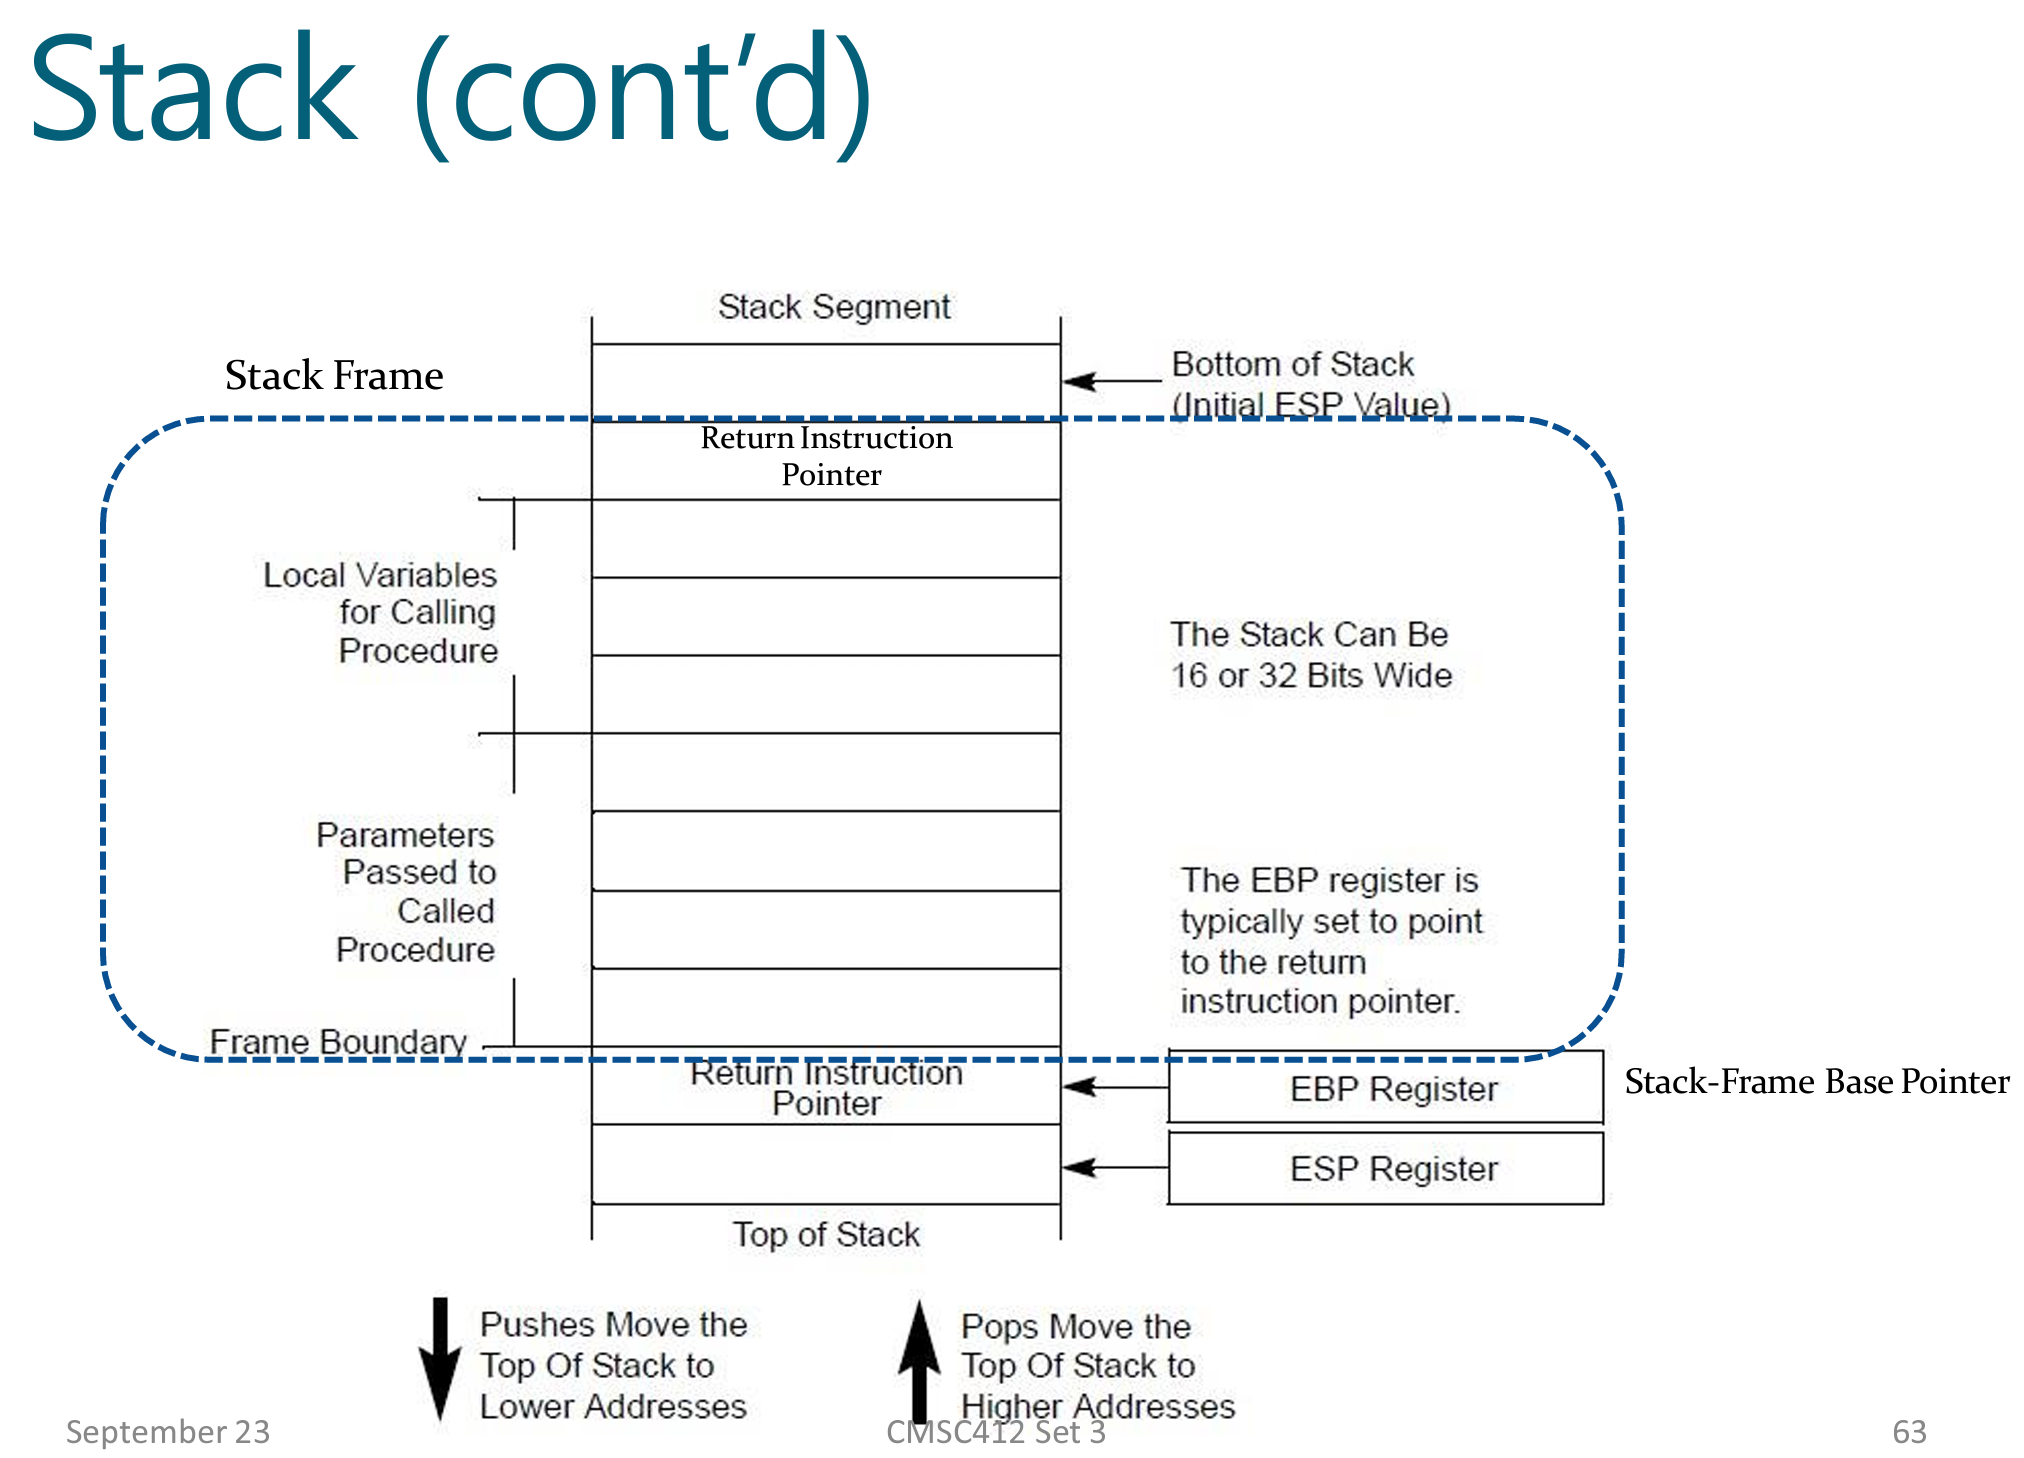 Stack (cont’d)
Stack Segment
Stack Frame
Bottom of Stack
(Initial ESP Value)
Return Instruction
Pointer
Local Variables
for Calling
Procedure
The Stack Can Be
16 or 32 Bits Wide
Parameters
Passed to
Called
Procedure
The EBP register is
typically set to point
to the return
instruction pointer.
Frame Boundary
Return Instruction
Pointer
EBP Register
Stack-Frame Base Pointer
ESP Register
Top of Stack
Pushes Move the
Top Of Stack to
Lower Addresses
Pops Move the
Top Of Stack to
Higher Addresses
September 23
CMSC412 Set 3
63